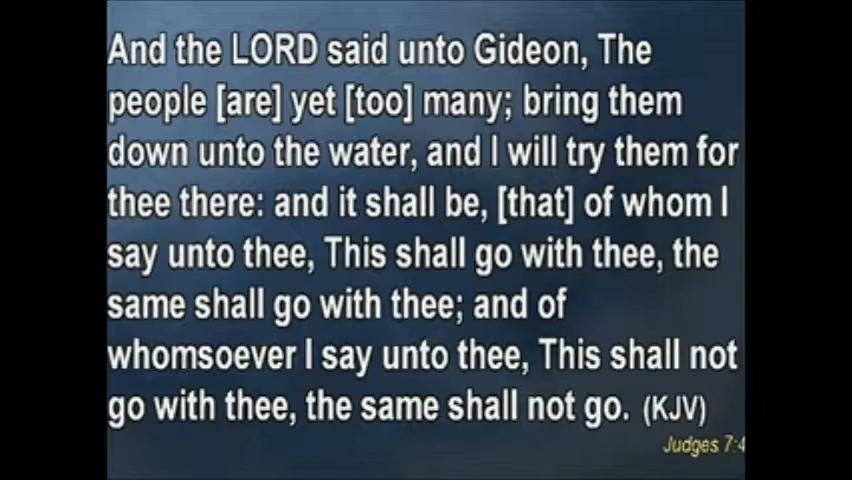 And the LORD said unto Gideon, The
people [are] yet [too] many; bring them
down unto the water, and I will try them for
thee there: and it shall be, [that] of whom I
say unto thee, This shall go with thee, the
same shall go with thee; and of
whomsoever I say unto thee, This shall not
go with thee, the same shall not go. (KJV)
Judges 7:4